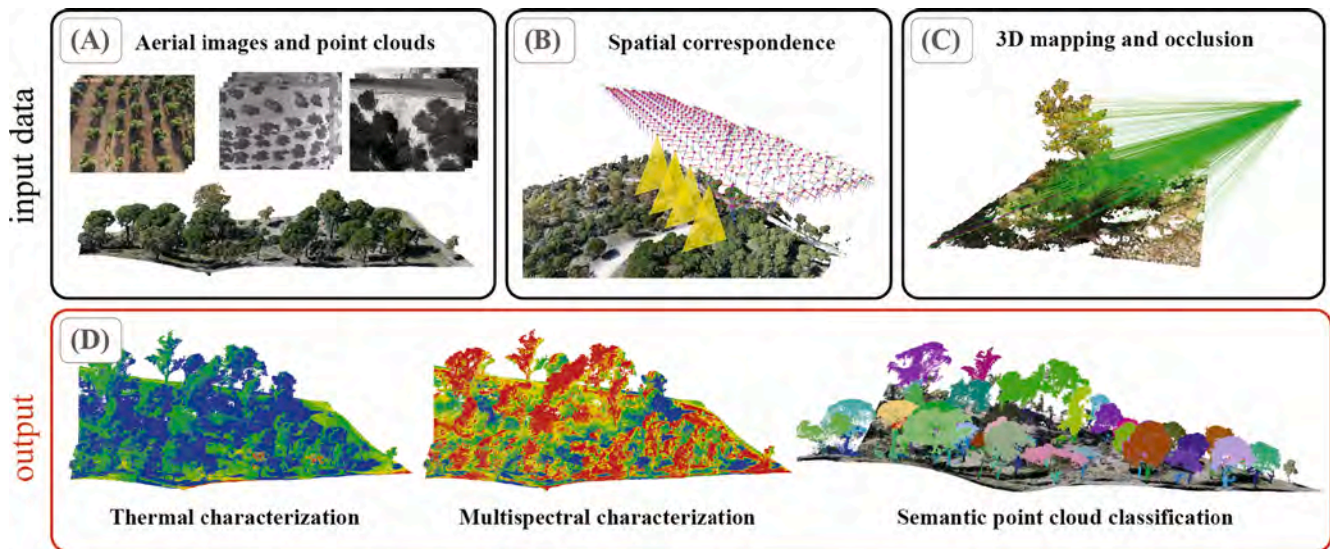 input data
(A)
Aerial images and point clouds
(B)
Spatial correspondence
(C)
3D mapping and occlusion
output
(D)
Thermal characterization
Multispectral characterization
Semantic point cloud classification